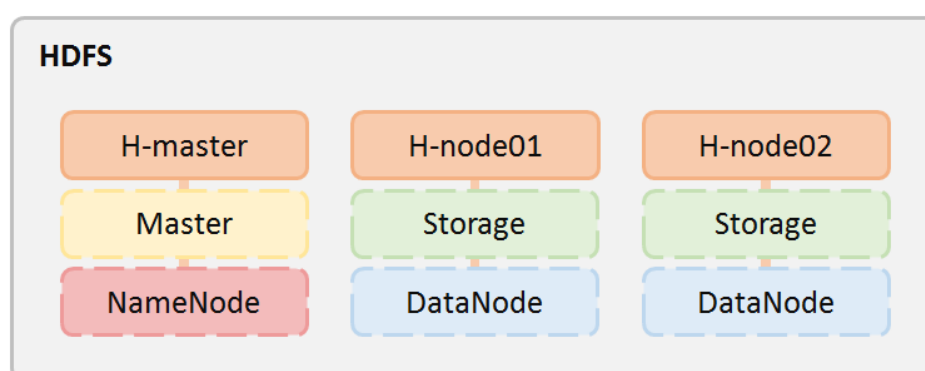 HDFS
H-master
H-node01
H-node02
Master
Storage
Storage
NameNode
DataNode
DataNode